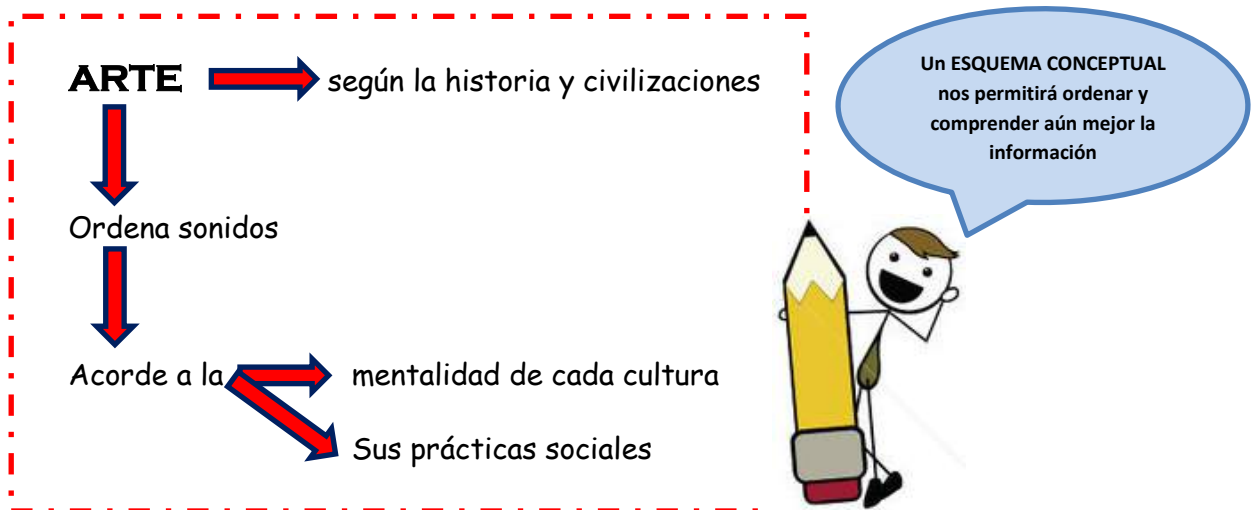 ARTE según la historia y civilizaciones
Ordena sonidos
Acorde a la mentalidad de cada cultura
Sus prácticas sociales
Un ESQUEMA CONCEPTUAL
nos permitirá ordenar y
comprender aún mejor la
información